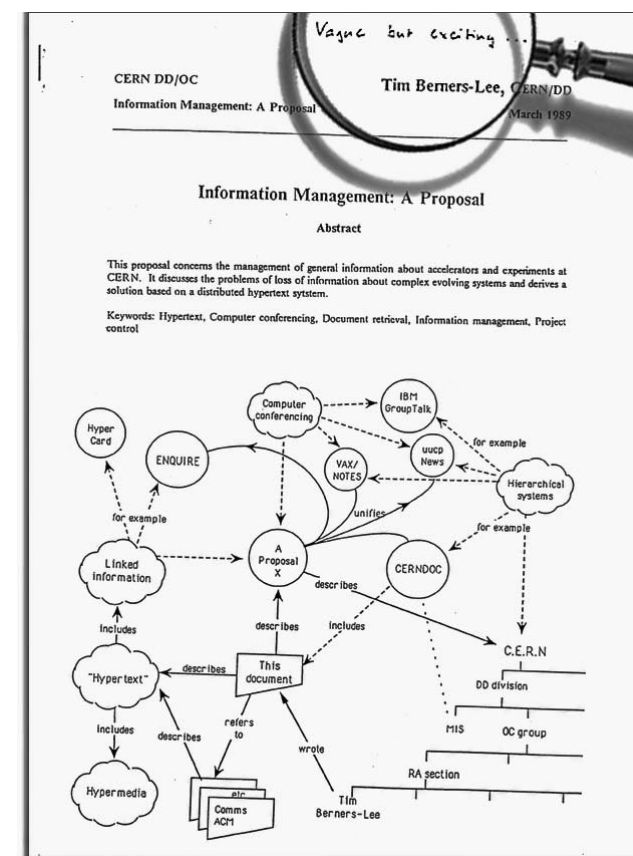 Vague but exciting ...
CERN DD/OC
Tim Berners-Lee, CERN/DD
Information Management: A Proposal
March 1989
Information Management: A Proposal
Abstract
This proposal concerns the management of general information about accelerators and experiments at
CERN. It discusses the problems of loss of information about complex evolving systems and derives a
solution based on a distributed hypertext sytstem.
Keywords: Hypertext, Computer conferencing, Document retrieval, Information management, Project
control
IBM
GroupTalk
Computer
conferencing
Hyper
Card
for example
ENQUIRE
uucp
News
VAX/
NOTES
Hierarchical
systems
unifies
for example
for example
A
Proposal
X
Linked
information
CERNDOC
describes
includes
describes
includes
C.E.R.N
This
document
describes
"Hypertext"
DD division
refers
to
includes
describes
MIS
OC group
wrote
RA section
Hypermedia
etc
Comms
ACM
Tim
Berners-Lee